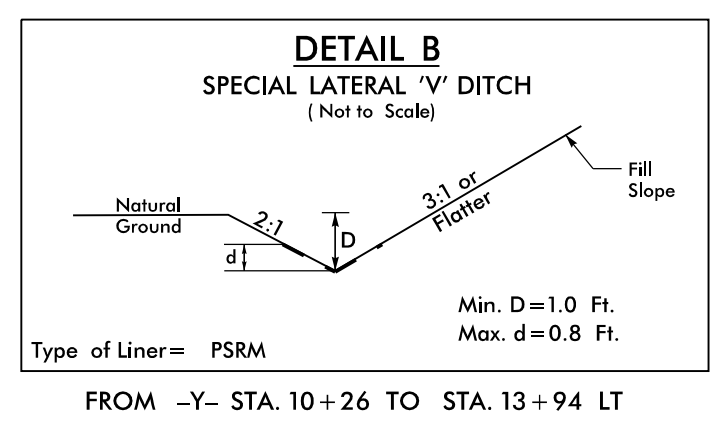 DETAIL B
SPECIAL LATERAL 'V' DITCH
( Not to Scale)
Natural
Ground
2:1
D
d
3:1 or
Flatter
Fill
Slope
Min. D=1.0 Ft.
Max. d=0.8 Ft.
Type of Liner= PSRM
FROM -Y- STA. 10+26 TO STA. 13+94 LT